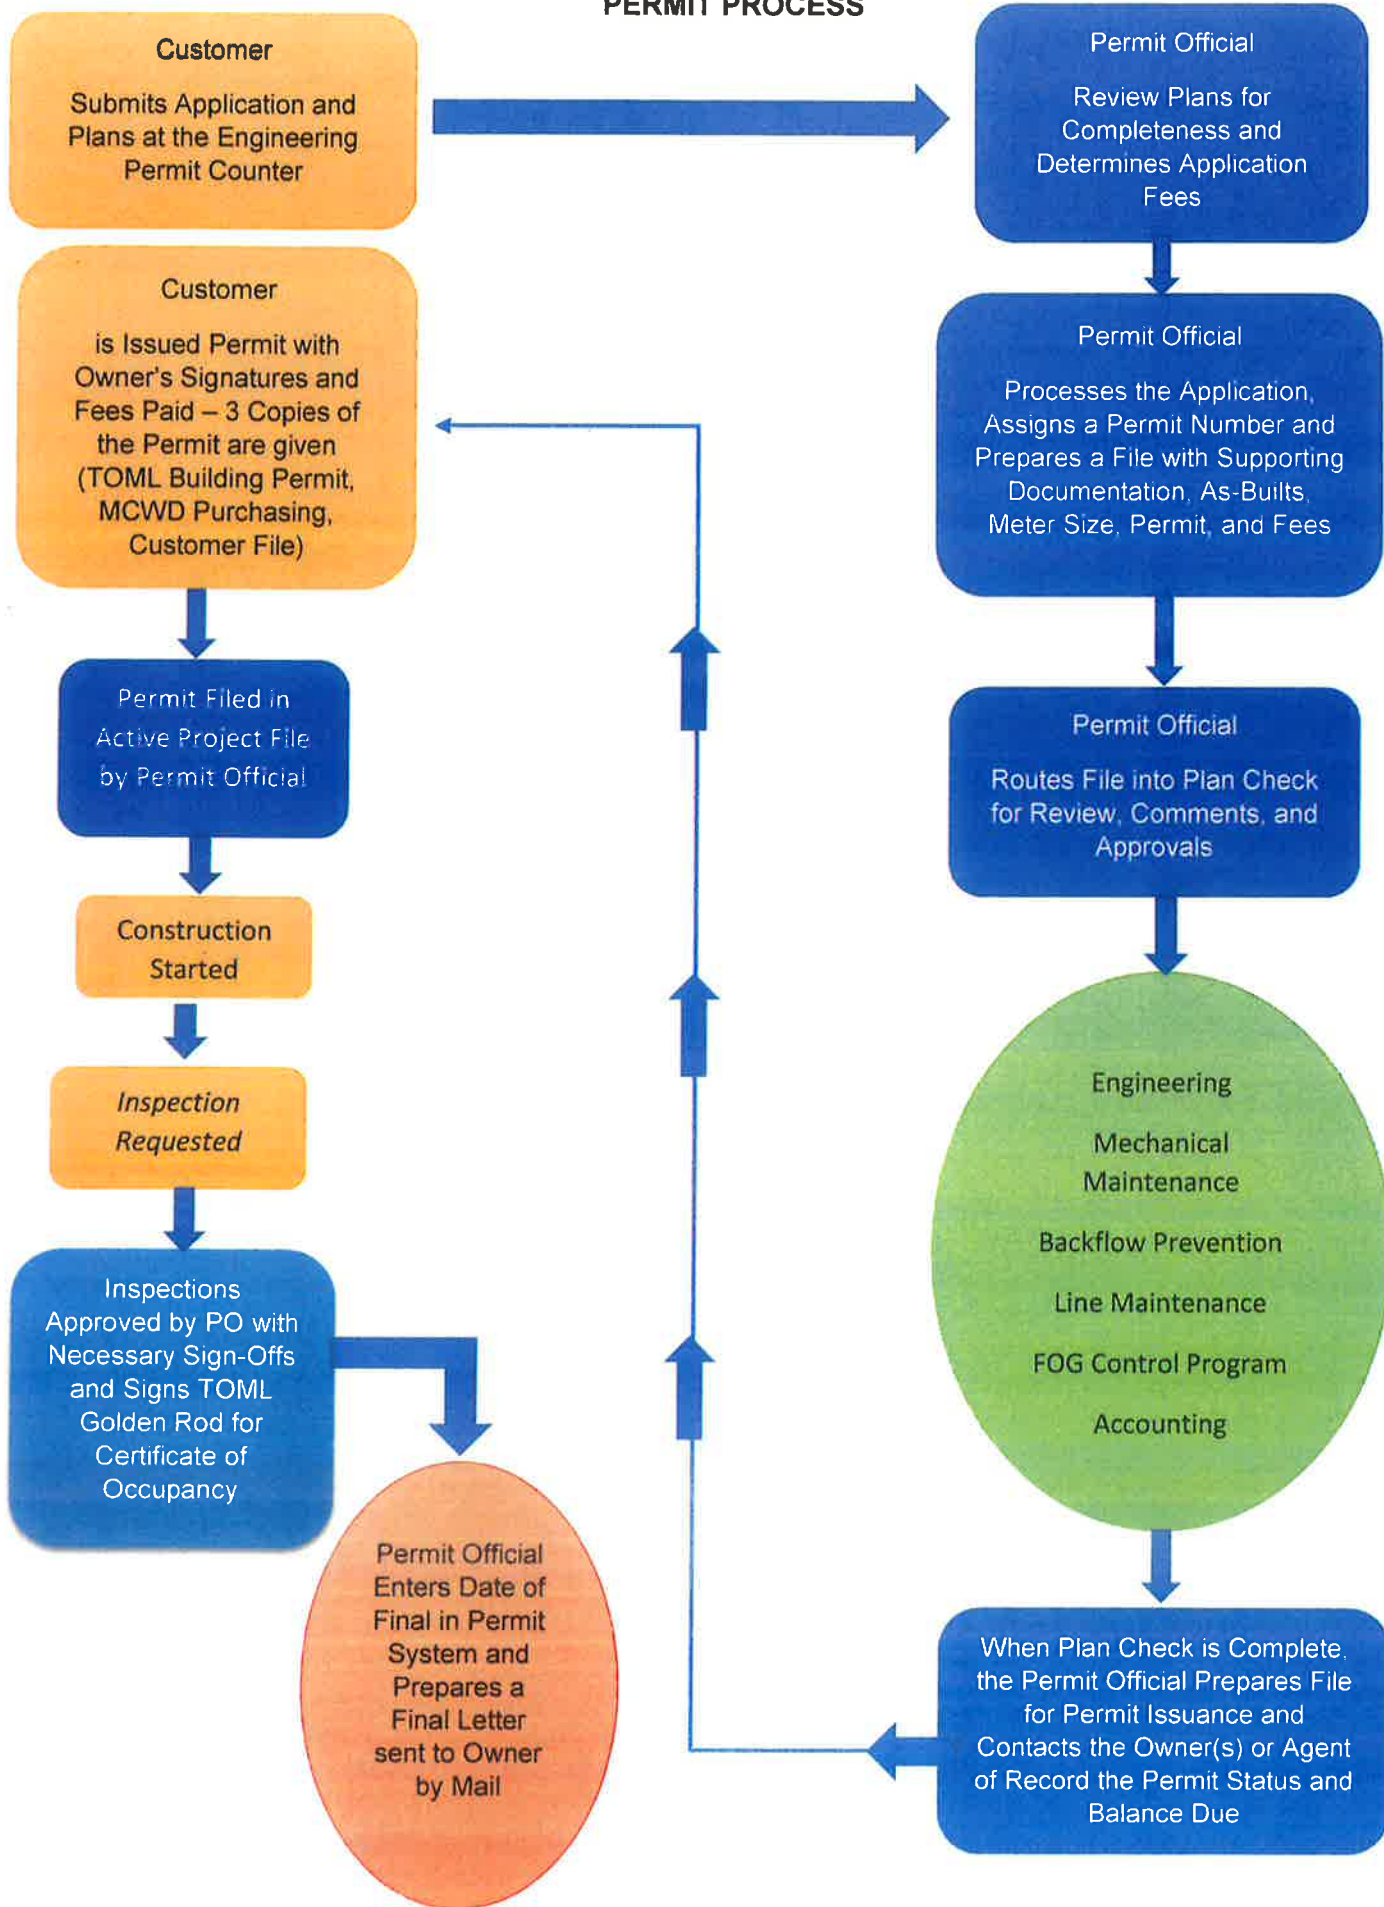 PERMIT PROCESS
Customer
Submits Application and
Plans at the Engineering
Permit Counter
Permit Official
Review Plans for
Completeness and
Determines Application
Fees
Permit Official
Processes the Application,
Assigns a Permit Number and
Prepares a File with Supporting
Documentation, As-Builts,
Meter Size, Permit, and Fees
Permit Official
Routes File into Plan Check
for Review, Comments, and
Approvals
Engineering
Mechanical
Maintenance
Backflow Prevention
Line Maintenance
FOG Control Program
Accounting
When Plan Check is Complete,
the Permit Official Prepares File
for Permit Issuance and
Contacts the Owner(s) or Agent
of Record the Permit Status and
Balance Due
Customer
is Issued Permit with
Owner's Signatures and
Fees Paid – 3 Copies of
the Permit are given
(TOML Building Permit,
MCWD Purchasing,
Customer File)
Permit Filed in
Active Project File
by Permit Official
Construction
Started
Inspection
Requested
Inspections
Approved by PO with
Necessary Sign-Offs
and Signs TOML
Golden Rod for
Certificate of
Occupancy
Permit Official
Enters Date of
Final in Permit
System and
Prepares a
Final Letter
sent to Owner
by Mail